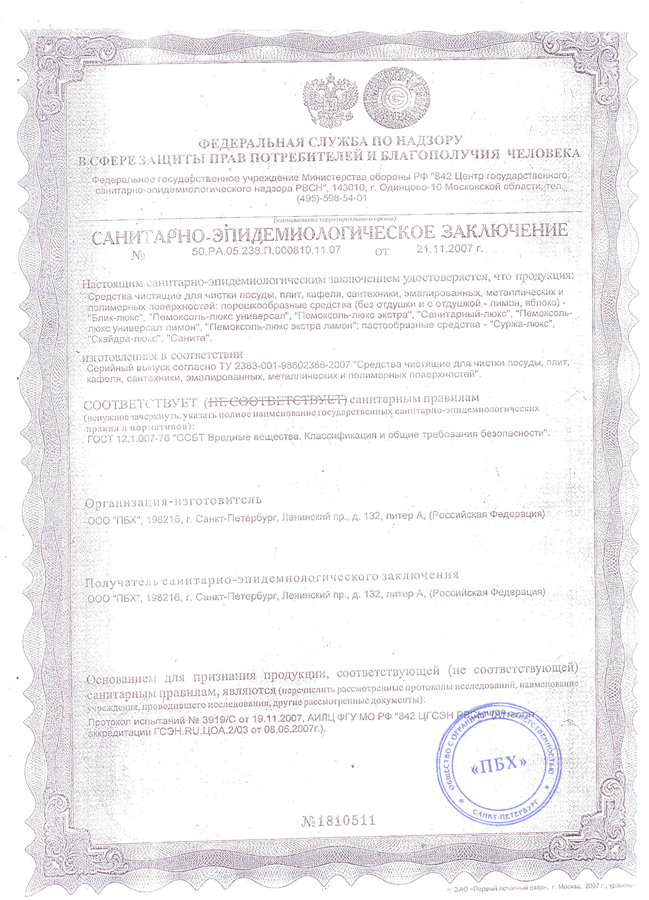 ФЕДЕРАЛЬНАЯ СЛУЖБА ПО НАДЗОРУ
В СФЕРЕ ЗАЩИТЫ ПРАВ ПОТРЕБИТЕЛЕЙ И БЛАГОПОЛУЧИЯ ЧЕЛОВЕКА
Федеральное государственное учреждение Министерства обороны РФ "842 Центр государственного
санитарно-эпидемиологического надзора РВСН", 143010, г. Одинцово-10 Московской области, тел.
(495)-598-54-01
(наименование территориального органа)
САНИТАРНО-ЭПИДЕМИОЛОГИЧЕСКОЕ ЗАКЛЮЧЕНИЕ
№ 50.РА.05.238.П.000810.11.07 от 21.11.2007 г.
Настоящим санитарно-эпидемиологическим заключением удостоверяется, что продукция:
Средства чистящие для чистки посуды, плит, кафеля, сантехники, эмалированных, металлических и
полимерных поверхностей: порошкообразные средства (без отдушки и с отдушкой - лимон, яблоко) -
"Блик-люкс", "Пемоксоль-люкс универсал", "Пемоксоль-люкс экстра", "Санитарный-люкс", "Пемоксоль-
люкс универсал лимон", "Пемоксоль-люкс экстра лимон"; пастообразные средства - "Суржа-люкс",
"Скайдра-люкс", "Санита".
изготовленная в соответствии
Серийный выпуск согласно ТУ 2383-001-98602386-2007 "Средства чистящие для чистки посуды, плит,
кафеля, сантехники, эмалированных, металлических и полимерных поверхностей".
СООТВЕТСТВУЕТ (НЕ СООТВЕТСТВУЕТ) санитарным правилам
(ненужное зачеркнуть, указать полное наименование государственных санитарно-эпидемиологических
правил и нормативов):
ГОСТ 12.1.007-76 "ССБТ Вредные вещества. Классификация и общие требования безопасности".
Организация-изготовитель
ООО "ПБХ", 198216, г. Санкт-Петербург, Ленинский пр., д. 132, литер А, (Российская Федерация)
Получатель санитарно-эпидемиологического заключения
ООО "ПБХ", 198216, г. Санкт-Петербург, Ленинский пр., д. 132, литер А, (Российская Федерация)
Основанием для признания продукции, соответствующей (не соответствующей)
санитарным правилам, являются (перечислить рассмотренные протоколы исследований, наименование
учреждения, проводившего исследования, другие рассмотренные документы):
Протокол испытаний № 3919/С от 19.11.2007, АИЛЦ ФГУ МО РФ "842 ЦГСЭН РВСН" (Аттестат
аккредитации ГСЭН.RU.ЦОА.2/03 от 08.06.2007г.).
ОБЩЕСТВО С ОГРАНИЧЕННОЙ ОТВЕТСТВЕННОСТЬЮ
«ПБХ»
САНКТ-ПЕТЕРБУРГ
№1810511
© ЗАО «Первый печатный двор», г. Москва, 2007 г.,